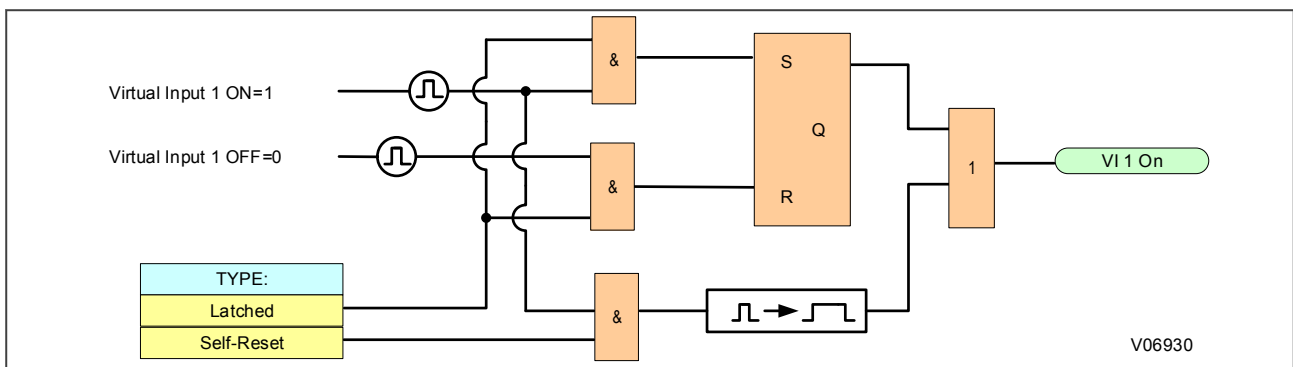 Virtual Input 1 ON=1
Virtual Input 1 OFF=0
&
&
&
S
Q
R
1
VI 1 On
TYPE:
Latched
Self-Reset
V06930